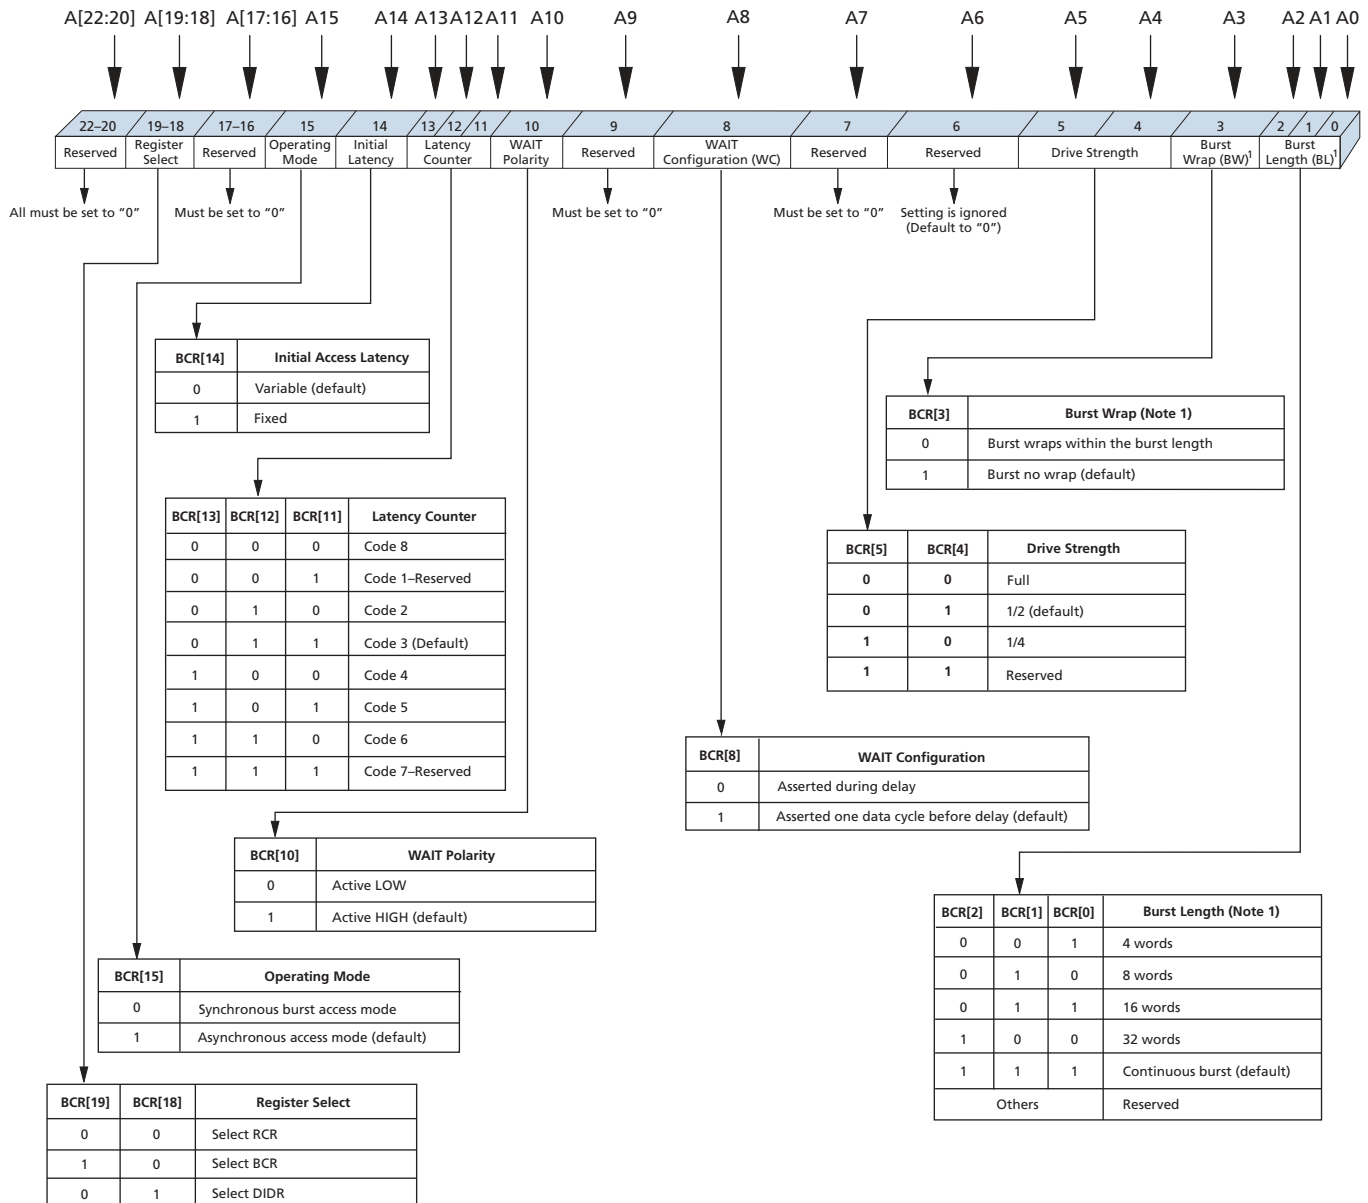 A[22:20] A[19:18] A[17:16] A15 A14 A13 A12 A11 A10 A9 A8 A7 A6 A5 A4 A3 A2 A1 A0
22–20 19–18 17–16 15 14 13 12 11 10 9 8 7 6 5 4 3 2 1 0
Reserved
Register Select
Reserved
Operating Mode
Initial Latency
Latency Counter
WAIT Polarity
Reserved
WAIT Configuration (WC)
Reserved
Reserved
Drive Strength
Burst Wrap (BW)1
Burst Length (BL)1
All must be set to “0”
Must be set to “0”
Must be set to “0”
Must be set to “0”
Setting is ignored
(Default to “0”)
BCR[14] Initial Access Latency
0 Variable (default)
1 Fixed
BCR[3] Burst Wrap (Note 1)
0 Burst wraps within the burst length
1 Burst no wrap (default)
BCR[13] BCR[12] BCR[11] Latency Counter
0 0 0 Code 8
0 0 1 Code 1–Reserved
0 1 0 Code 2
0 1 1 Code 3 (Default)
1 0 0 Code 4
1 0 1 Code 5
1 1 0 Code 6
1 1 1 Code 7–Reserved
BCR[5] BCR[4] Drive Strength
0 0 Full
0 1 1/2 (default)
1 0 1/4
1 1 Reserved
BCR[8] WAIT Configuration
0 Asserted during delay
1 Asserted one data cycle before delay (default)
BCR[10] WAIT Polarity
0 Active LOW
1 Active HIGH (default)
BCR[2] BCR[1] BCR[0] Burst Length (Note 1)
0 0 1 4 words
0 1 0 8 words
0 1 1 16 words
1 0 0 32 words
1 1 1 Continuous burst (default)
Others Reserved
BCR[15] Operating Mode
0 Synchronous burst access mode
1 Asynchronous access mode (default)
BCR[19] BCR[18] Register Select
0 0 Select RCR
1 0 Select BCR
0 1 Select DIDR